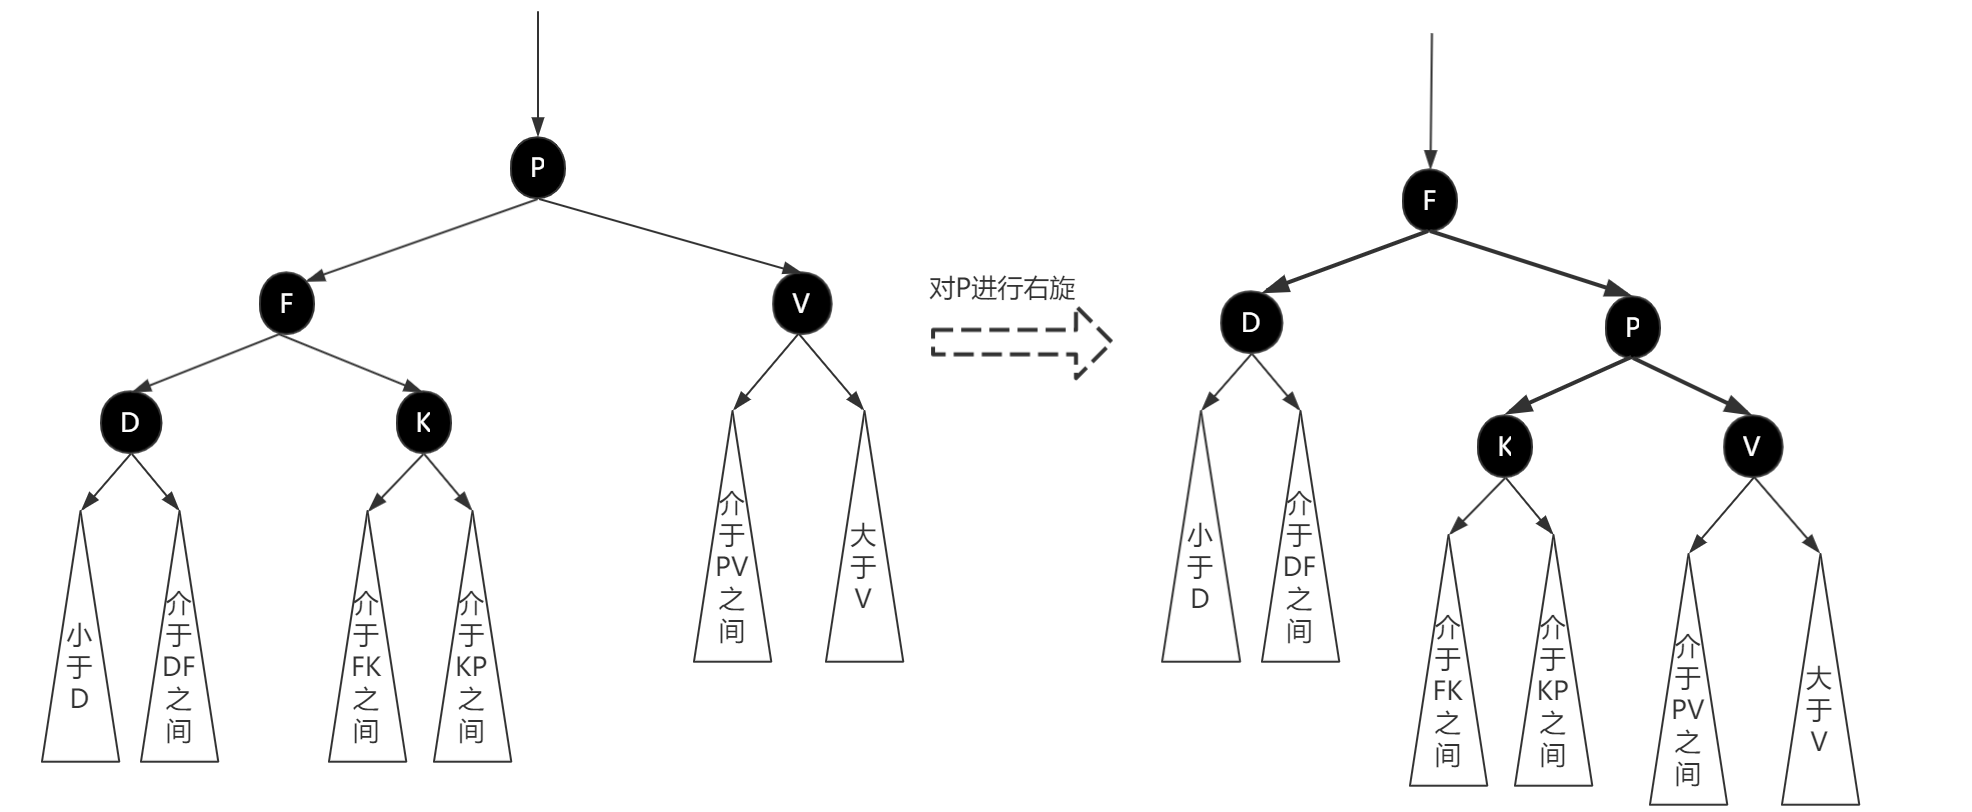 P
F
V
D
K
小于D
介于DF之间
介于FK之间
介于KP之间
介于PV之间
大于V
对P进行右旋
F
D
P
K
V
小于D
介于DF之间
介于FK之间
介于KP之间
介于PV之间
大于V